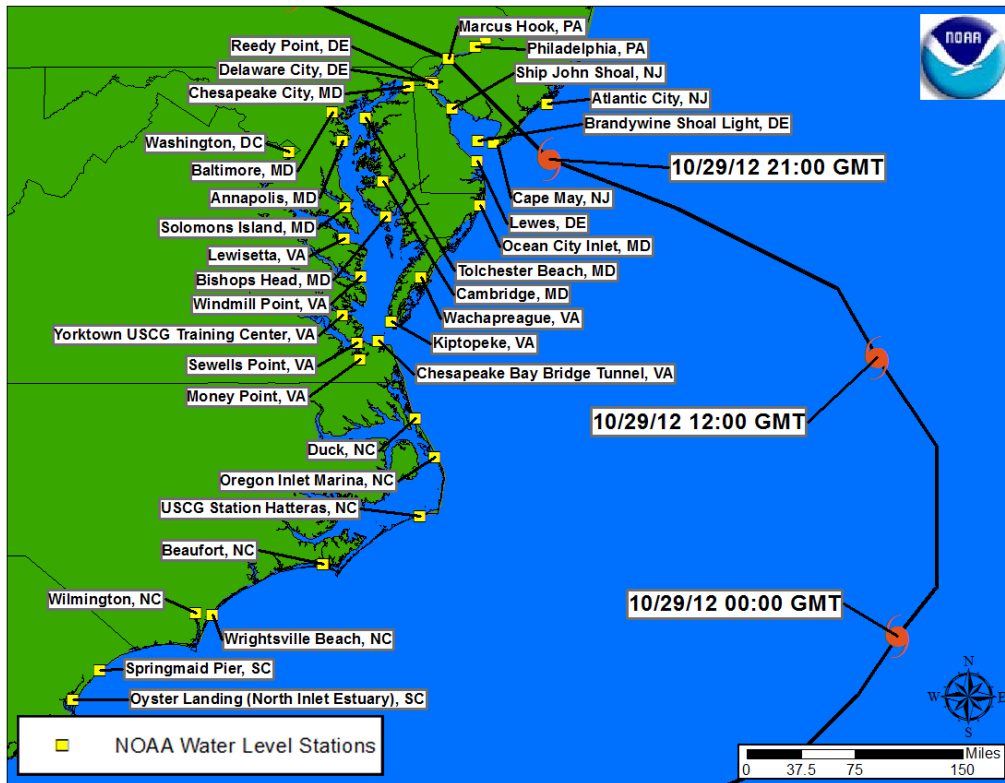 Marcus Hook, PA
Reedy Point, DE
Philadelphia, PA
NOAA
Delaware City, DE
Ship John Shoal, NJ
Chesapeake City, MD
Atlantic City, NJ
Brandywine Shoal Light, DE
Washington, DC
10/29/12 21:00 GMT
Baltimore, MD
Annapolis, MD
Cape May, NJ
Lewes, DE
Solomons Island, MD
Ocean City Inlet, MD
Lewisetta, VA
Tolchester Beach, MD
Bishops Head, MD
Cambridge, MD
Windmill Point, VA
Wachapreague, VA
Yorktown USCG Training Center, VA
Kiptopeke, VA
Sewells Point, VA
Chesapeake Bay Bridge Tunnel, VA
Money Point, VA
10/29/12 12:00 GMT
Duck, NC
Oregon Inlet Marina, NC
USCG Station Hatteras, NC
Beaufort, NC
Wilmington, NC
10/29/12 00:00 GMT
Wrightsville Beach, NC
Springmaid Pier, SC
Oyster Landing (North Inlet Estuary), SC
N
W E
S
NOAA Water Level Stations
Miles
0 37.5 75 150